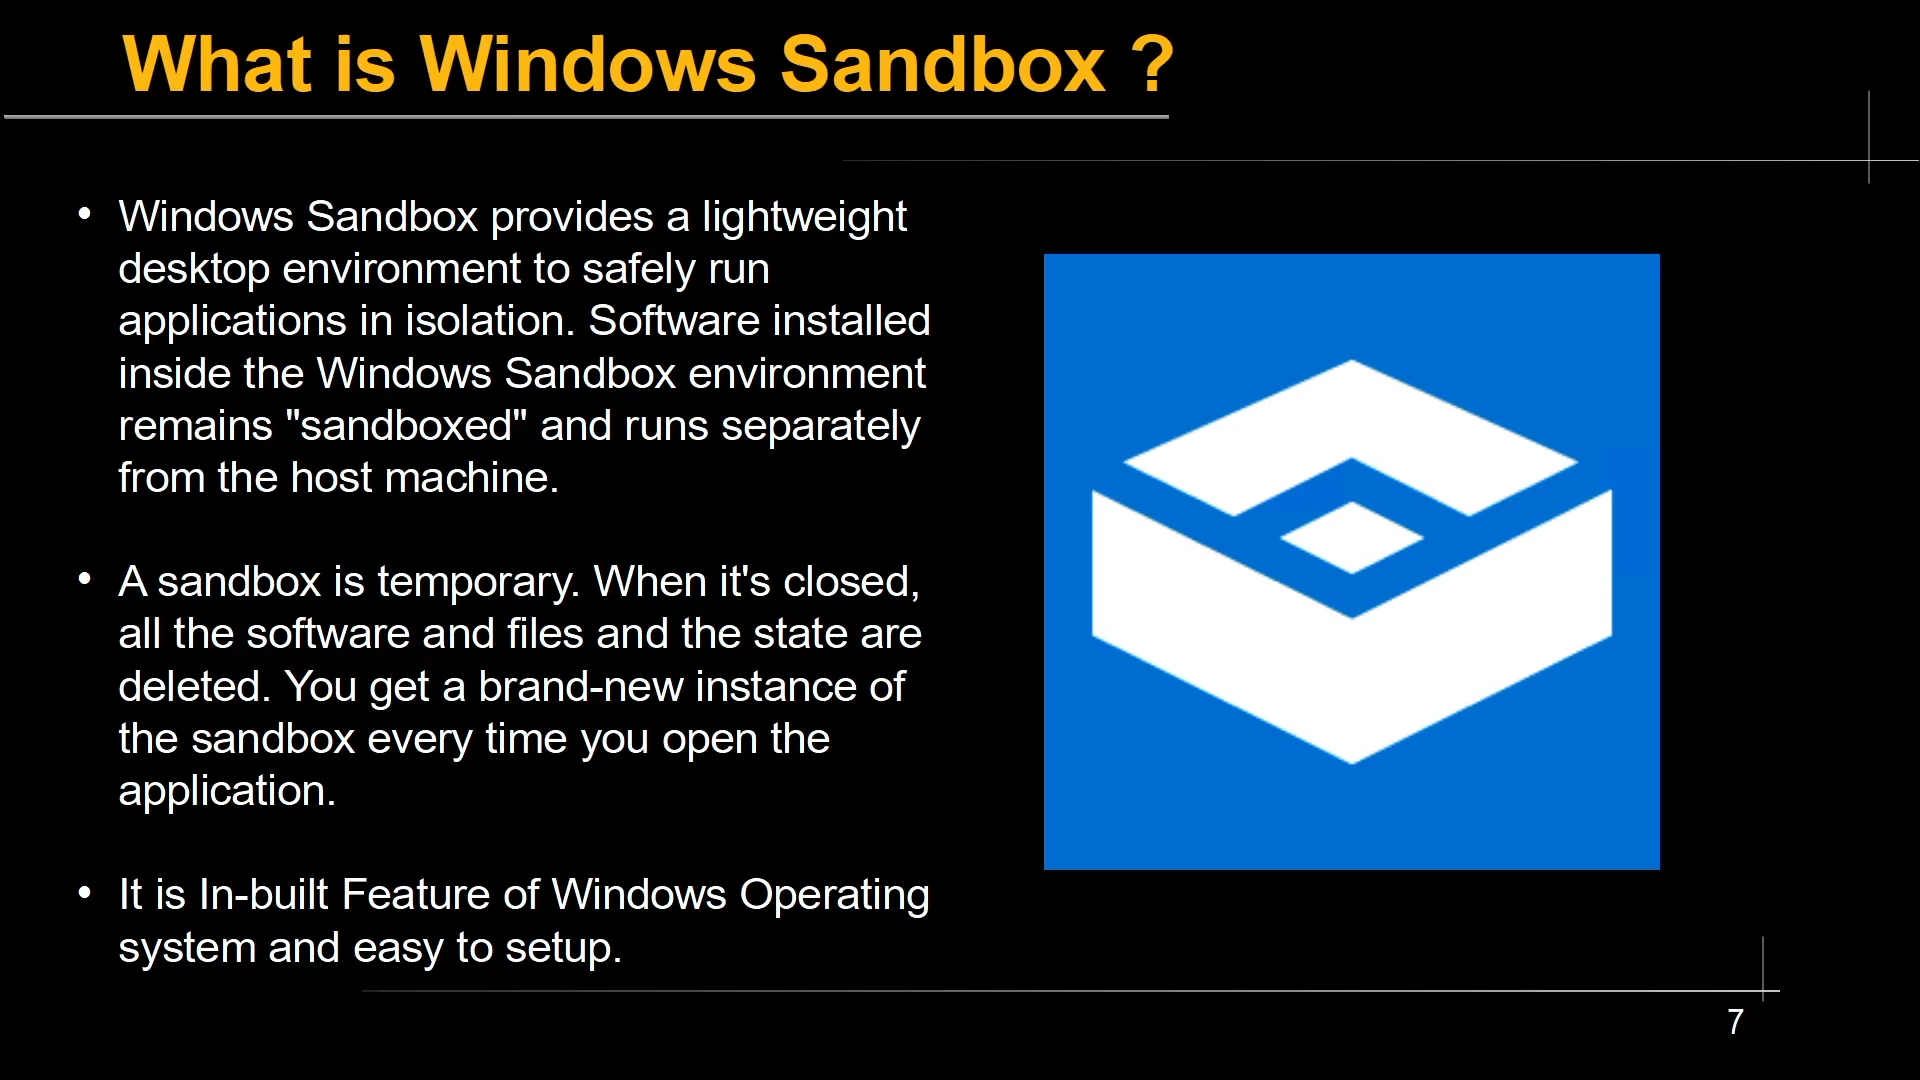 What is Windows Sandbox ?
• Windows Sandbox provides a lightweight
desktop environment to safely run
applications in isolation. Software installed
inside the Windows Sandbox environment
remains "sandboxed" and runs separately
from the host machine.
• A sandbox is temporary. When it's closed,
all the software and files and the state are
deleted. You get a brand-new instance of
the sandbox every time you open the
application.
• It is In-built Feature of Windows Operating
system and easy to setup.
7